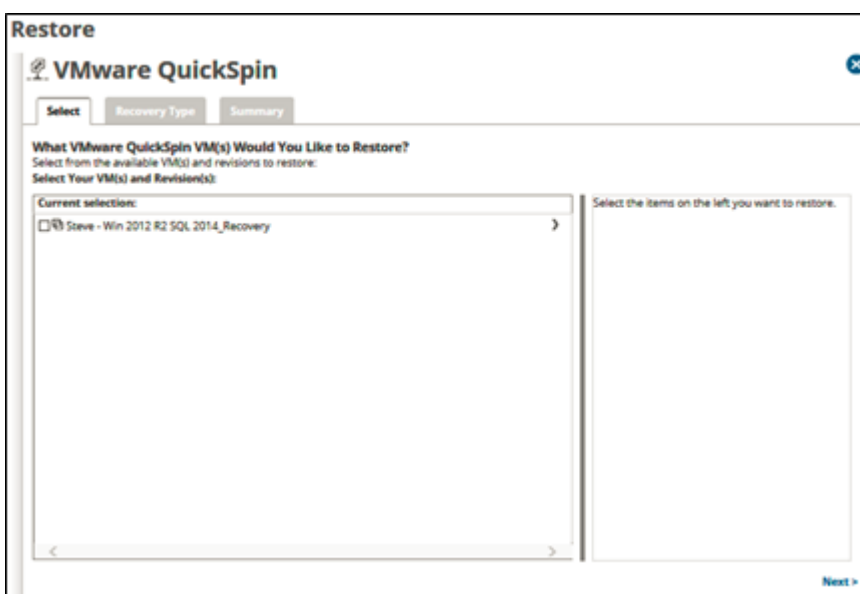 Restore
VMware QuickSpin
Select Recovery Type Summary
What VMware QuickSpin VM(s) Would You Like to Restore?
Select from the available VM(s) and revisions to restore:
Select Your VM(s) and Revision(s):
Current selection:
Steve - Win 2012 R2 SQL 2014_Recovery
Select the items on the left you want to restore.
Next >